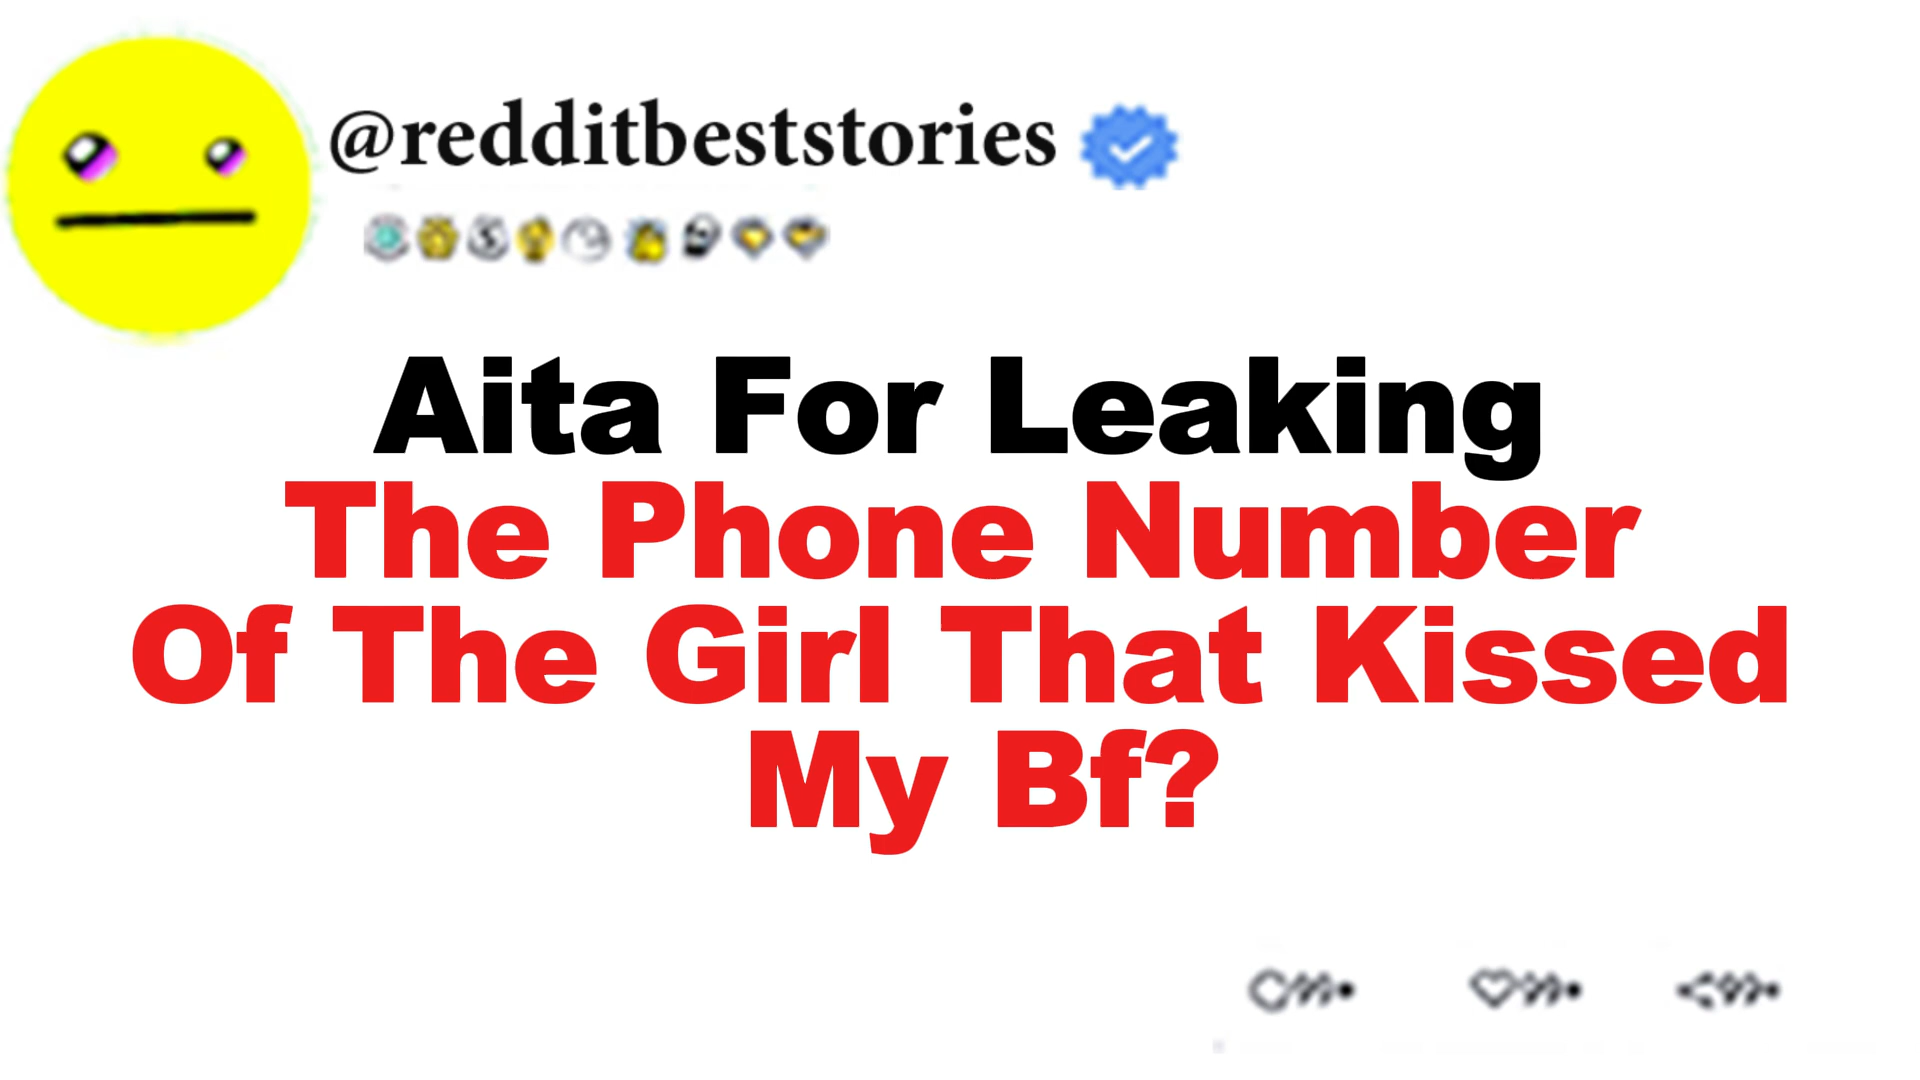 @redditbeststories
Aita For Leaking
The Phone Number
Of The Girl That Kissed
My Bf?